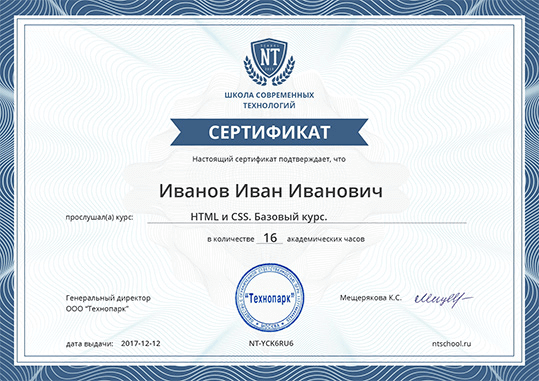 SCHOOL
NT
ШКОЛА СОВРЕМЕННЫХ
ТЕХНОЛОГИЙ
СЕРТИФИКАТ
Настоящий сертификат подтверждает, что
Иванов Иван Иванович
прослушал(а) курс: HTML и CSS. Базовый курс.
в количестве 16 академических часов
Генеральный директор
ООО "Технопарк"
"Технопарк"
МОСКВА
Мещерякова К.С.
дата выдачи: 2017-12-12
NT-YCK6RU6
ntschool.ru